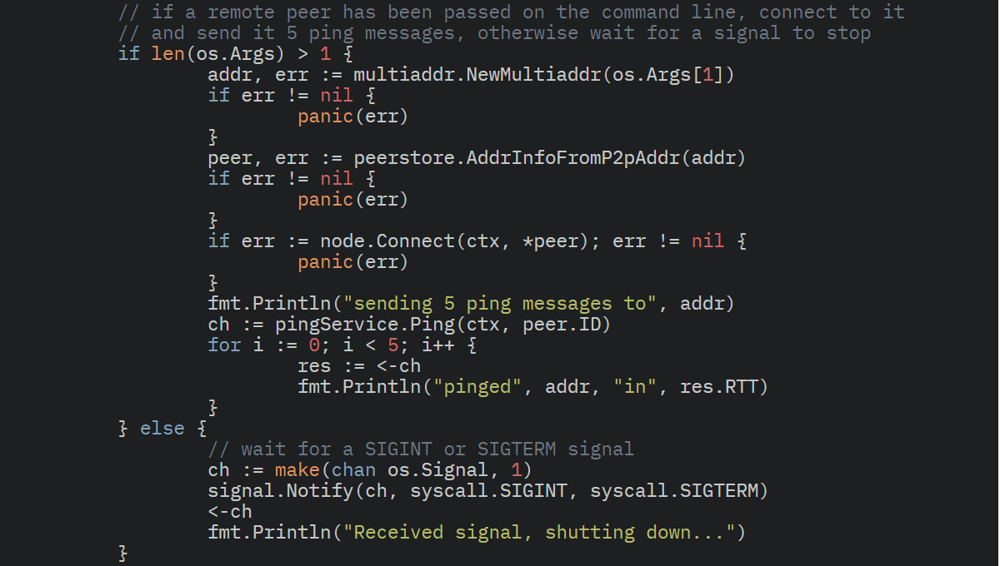 // if a remote peer has been passed on the command line, connect to it
// and send it 5 ping messages, otherwise wait for a signal to stop
if len(os.Args) > 1 {
        addr, err := multiaddr.NewMultiaddr(os.Args[1])
        if err != nil {
                panic(err)
        }
        peer, err := peerstore.AddrInfoFromP2pAddr(addr)
        if err != nil {
                panic(err)
        }
        if err := node.Connect(ctx, *peer); err != nil {
                panic(err)
        }
        fmt.Println("sending 5 ping messages to", addr)
        ch := pingService.Ping(ctx, peer.ID)
        for i := 0; i < 5; i++ {
                res := <-ch
                fmt.Println("pinged", addr, "in", res.RTT)
        }
} else {
        // wait for a SIGINT or SIGTERM signal
        ch := make(chan os.Signal, 1)
        signal.Notify(ch, syscall.SIGINT, syscall.SIGTERM)
        <-ch
        fmt.Println("Received signal, shutting down...")
}